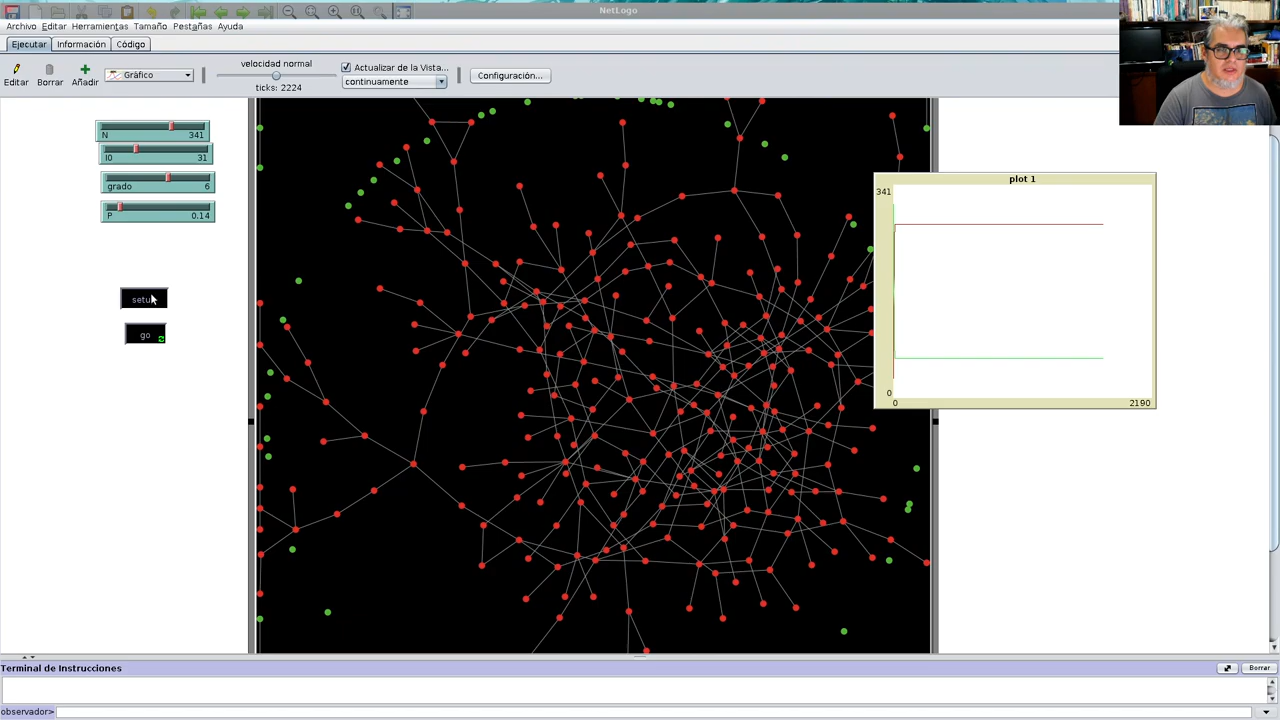 NetLogo
Archivo Editar Herramientas Tamaño Pestañas Ayuda
Ejecutar Información Código
Editar Borrar Añadir
Gráfico
velocidad normal
ticks: 2224
Actualizar de la Vista...
continuamente
Configuración...
N 341
I0 31
grado 6
P 0.14
setu
go
plot 1
341
0
0 2190
Terminal de Instrucciones
Borrar
observador>